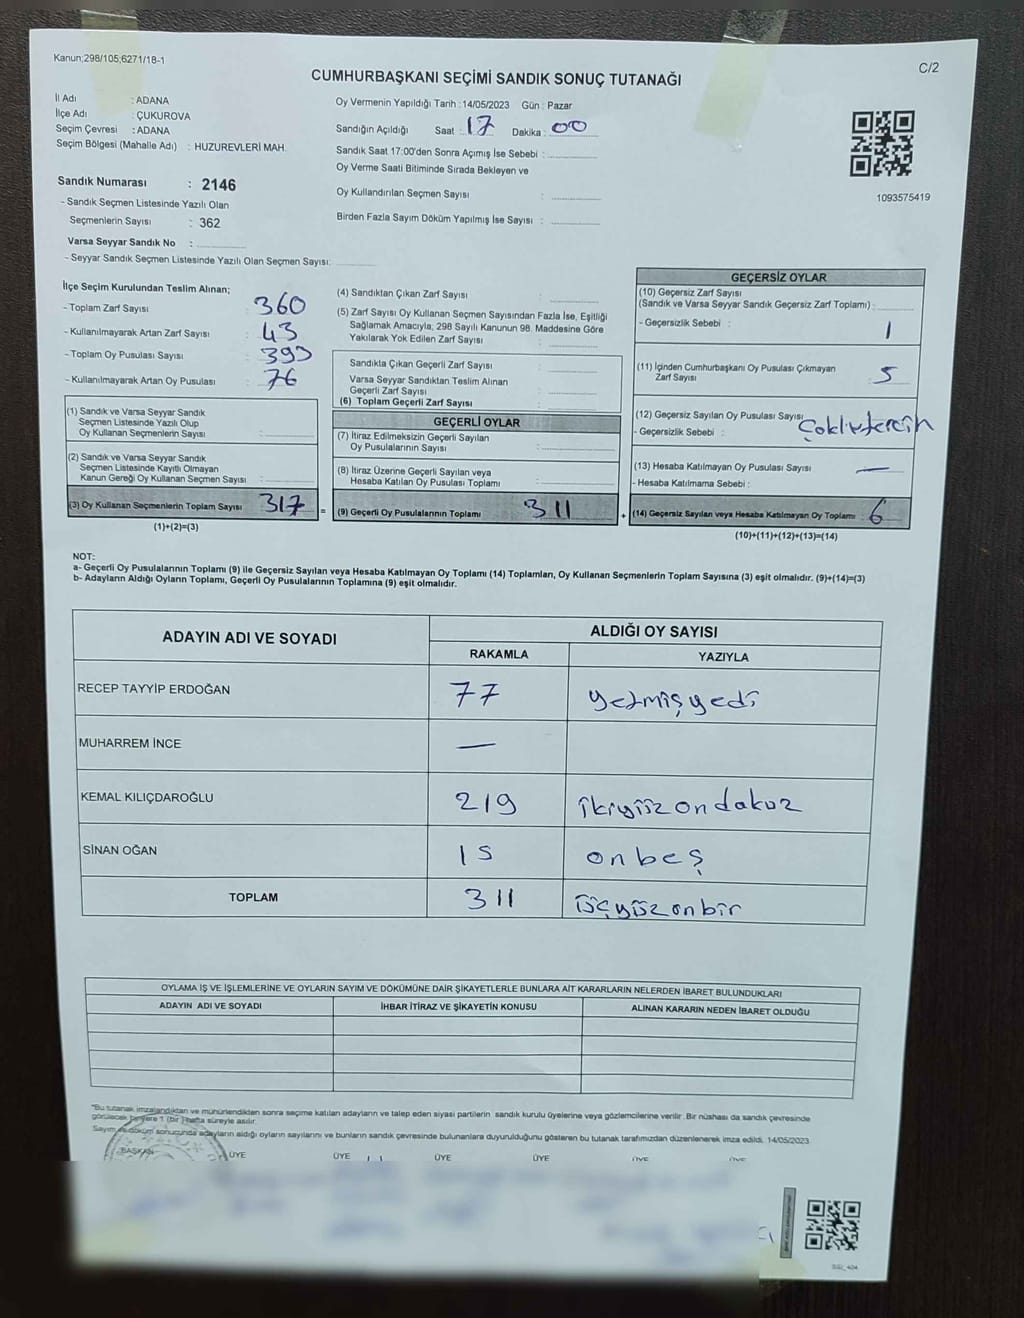 Kanun;298/105;6271/18-1
C/2
CUMHURBAŞKANI SEÇİMİ SANDIK SONUÇ TUTANAĞI
İl Adı : ADANA
İlçe Adı : ÇUKUROVA
Seçim Çevresi : ADANA
Seçim Bölgesi (Mahalle Adı) : HUZUREVLERİ MAH.
Sandık Numarası : 2146
- Sandık Seçmen Listesinde Yazılı Olan
Seçmenlerin Sayısı : 362
Varsa Seyyar Sandık No :
- Seyyar Sandık Seçmen Listesinde Yazılı Olan Seçmen Sayısı:
Oy Vermenin Yapıldığı Tarih : 14/05/2023 Gün : Pazar
Sandığın Açıldığı Saat : 17 Dakika : 00
Sandık Saat 17:00'den Sonra Açımış İse Sebebi :
Oy Verme Saati Bitiminde Sırada Bekleyen ve
Oy Kullandırılan Seçmen Sayısı :
Birden Fazla Sayım Döküm Yapılmış İse Sayısı :
1093575419
İlçe Seçim Kurulundan Teslim Alınan;
- Toplam Zarf Sayısı : 360
- Kullanılmayarak Artan Zarf Sayısı : 43
- Toplam Oy Pusulası Sayısı : 393
- Kullanılmayarak Artan Oy Pusulası : 76
(1) Sandık ve Varsa Seyyar Sandık
Seçmen Listesinde Yazılı Olup
Oy Kullanan Seçmenlerin Sayısı :
(2) Sandık ve Varsa Seyyar Sandık
Seçmen Listesinde Kayıtlı Olmayan
Kanun Gereği Oy Kullanan Seçmen Sayısı :
(3) Oy Kullanan Seçmenlerin Toplam Sayısı 317 =
(1)+(2)=(3)
(4) Sandıktan Çıkan Zarf Sayısı :
(5) Zarf Sayısı Oy Kullanan Seçmen Sayısından Fazla İse, Eşitliği
Sağlamak Amacıyla; 298 Sayılı Kanunun 98. Maddesine Göre
Yakılarak Yok Edilen Zarf Sayısı :
Sandıkta Çıkan Geçerli Zarf Sayısı :
Varsa Seyyar Sandıktan Teslim Alınan
Geçerli Zarf Sayısı :
(6) Toplam Geçerli Zarf Sayısı :
GEÇERLİ OYLAR
(7) İtiraz Edilmeksizin Geçerli Sayılan
Oy Pusulalarının Sayısı :
(8) İtiraz Üzerine Geçerli Sayılan veya
Hesaba Katılan Oy Pusulası Toplamı :
(9) Geçerli Oy Pusulalarının Toplamı 311 +
GEÇERSİZ OYLAR
(10) Geçersiz Zarf Sayısı
(Sandık ve Varsa Seyyar Sandık Geçersiz Zarf Toplamı) :
- Geçersizlik Sebebi : 1
(11) İçinden Cumhurbaşkanı Oy Pusulası Çıkmayan
Zarf Sayısı 5
(12) Geçersiz Sayılan Oy Pusulası Sayısı
- Geçersizlik Sebebi : Çoklu tercih
(13) Hesaba Katılmayan Oy Pusulası Sayısı —
- Hesaba Katılmama Sebebi :
(14) Geçersiz Sayılan veya Hesaba Katılmayan Oy Toplamı 6
(10)+(11)+(12)+(13)=(14)
NOT:
a- Geçerli Oy Pusulalarının Toplamı (9) ile Geçersiz Sayılan veya Hesaba Katılmayan Oy Toplamı (14) Toplamları, Oy Kullanan Seçmenlerin Toplam Sayısına (3) eşit olmalıdır. (9)+(14)=(3)
b- Adayların Aldığı Oyların Toplamı, Geçerli Oy Pusulalarının Toplamına (9) eşit olmalıdır.
ADAYIN ADI VE SOYADI
ALDIĞI OY SAYISI
RAKAMLA YAZIYLA
RECEP TAYYİP ERDOĞAN 77 yetmişyedi
MUHARREM İNCE —
KEMAL KILIÇDAROĞLU 219 ikiyüzondokuz
SİNAN OĞAN 15 onbeş
TOPLAM 311 üçyüzonbir
OYLAMA İŞ VE İŞLEMLERİNE VE OYLARIN SAYIM VE DÖKÜMÜNE DAİR ŞİKAYETLERLE BUNLARA AİT KARARLARIN NELERDEN İBARET BULUNDUKLARI
ADAYIN ADI VE SOYADI İHBAR İTİRAZ VE ŞİKAYETİN KONUSU ALINAN KARARIN NEDEN İBARET OLDUĞU
"Bu tutanak imzalandıktan ve mühürlendikten sonra seçime katılan adayların ve talep eden siyasi partilerin sandık kurulu üyelerine veya gözlemcilerine verilir. Bir nüshası da sandık çevresinde
görülecek bir yere 1 (bir) hafta süreyle asılır.
Sayım ve döküm sonucunda adayların aldığı oyların sayılarını ve bunların sandık çevresinde bulunanlara duyurulduğunu gösteren bu tutanak tarafımızdan düzenlenerek imza edildi. 14/05/2023
BAŞKAN ÜYE ÜYE ÜYE ÜYE ÜYE ÜYE